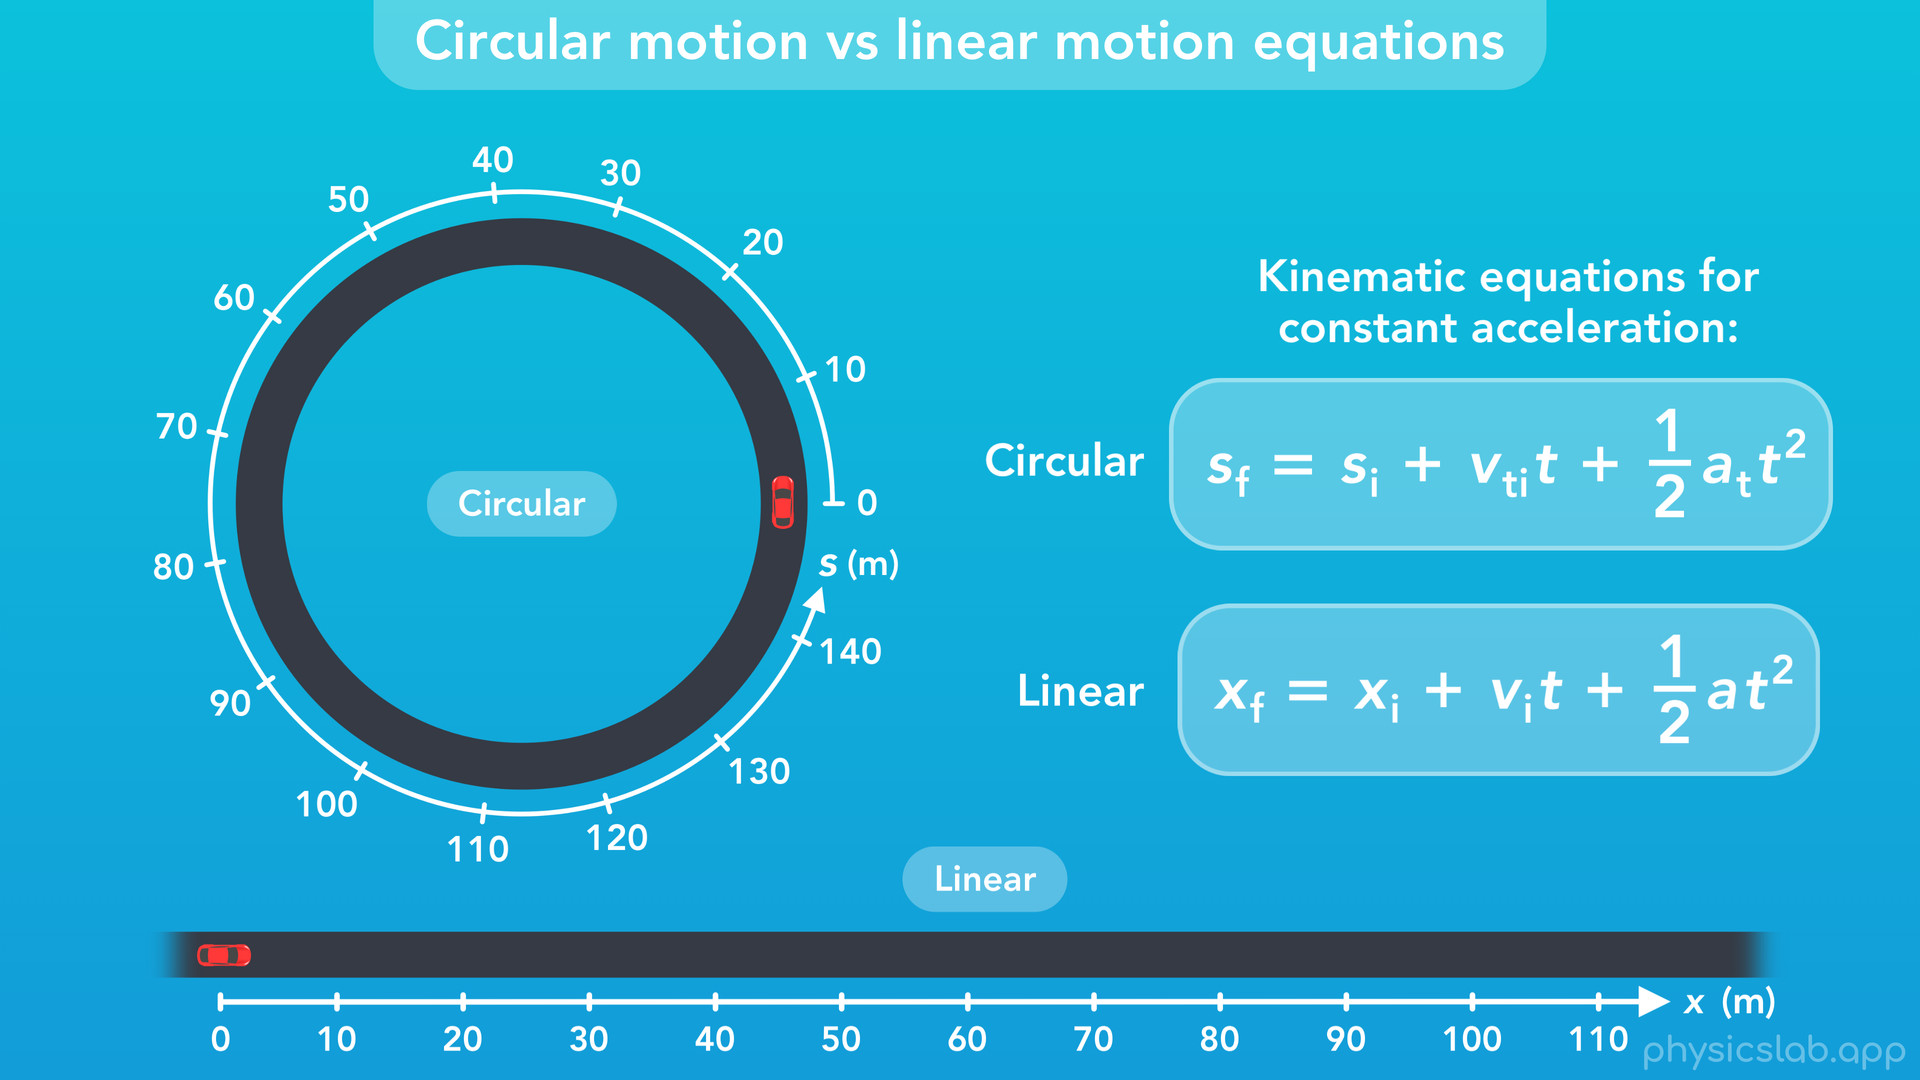 Circular motion vs linear motion equations
40
30
50
20
60
10
70
Circular
0
80
s (m)
140
90
130
100
120
110
Kinematic equations for
constant acceleration:
Circular
s_f = s_i + v_ti t + 1/2 a_t t²
Linear
x_f = x_i + v_i t + 1/2 a t²
Linear
x (m)
0 10 20 30 40 50 60 70 80 90 100 110
physicslab.app